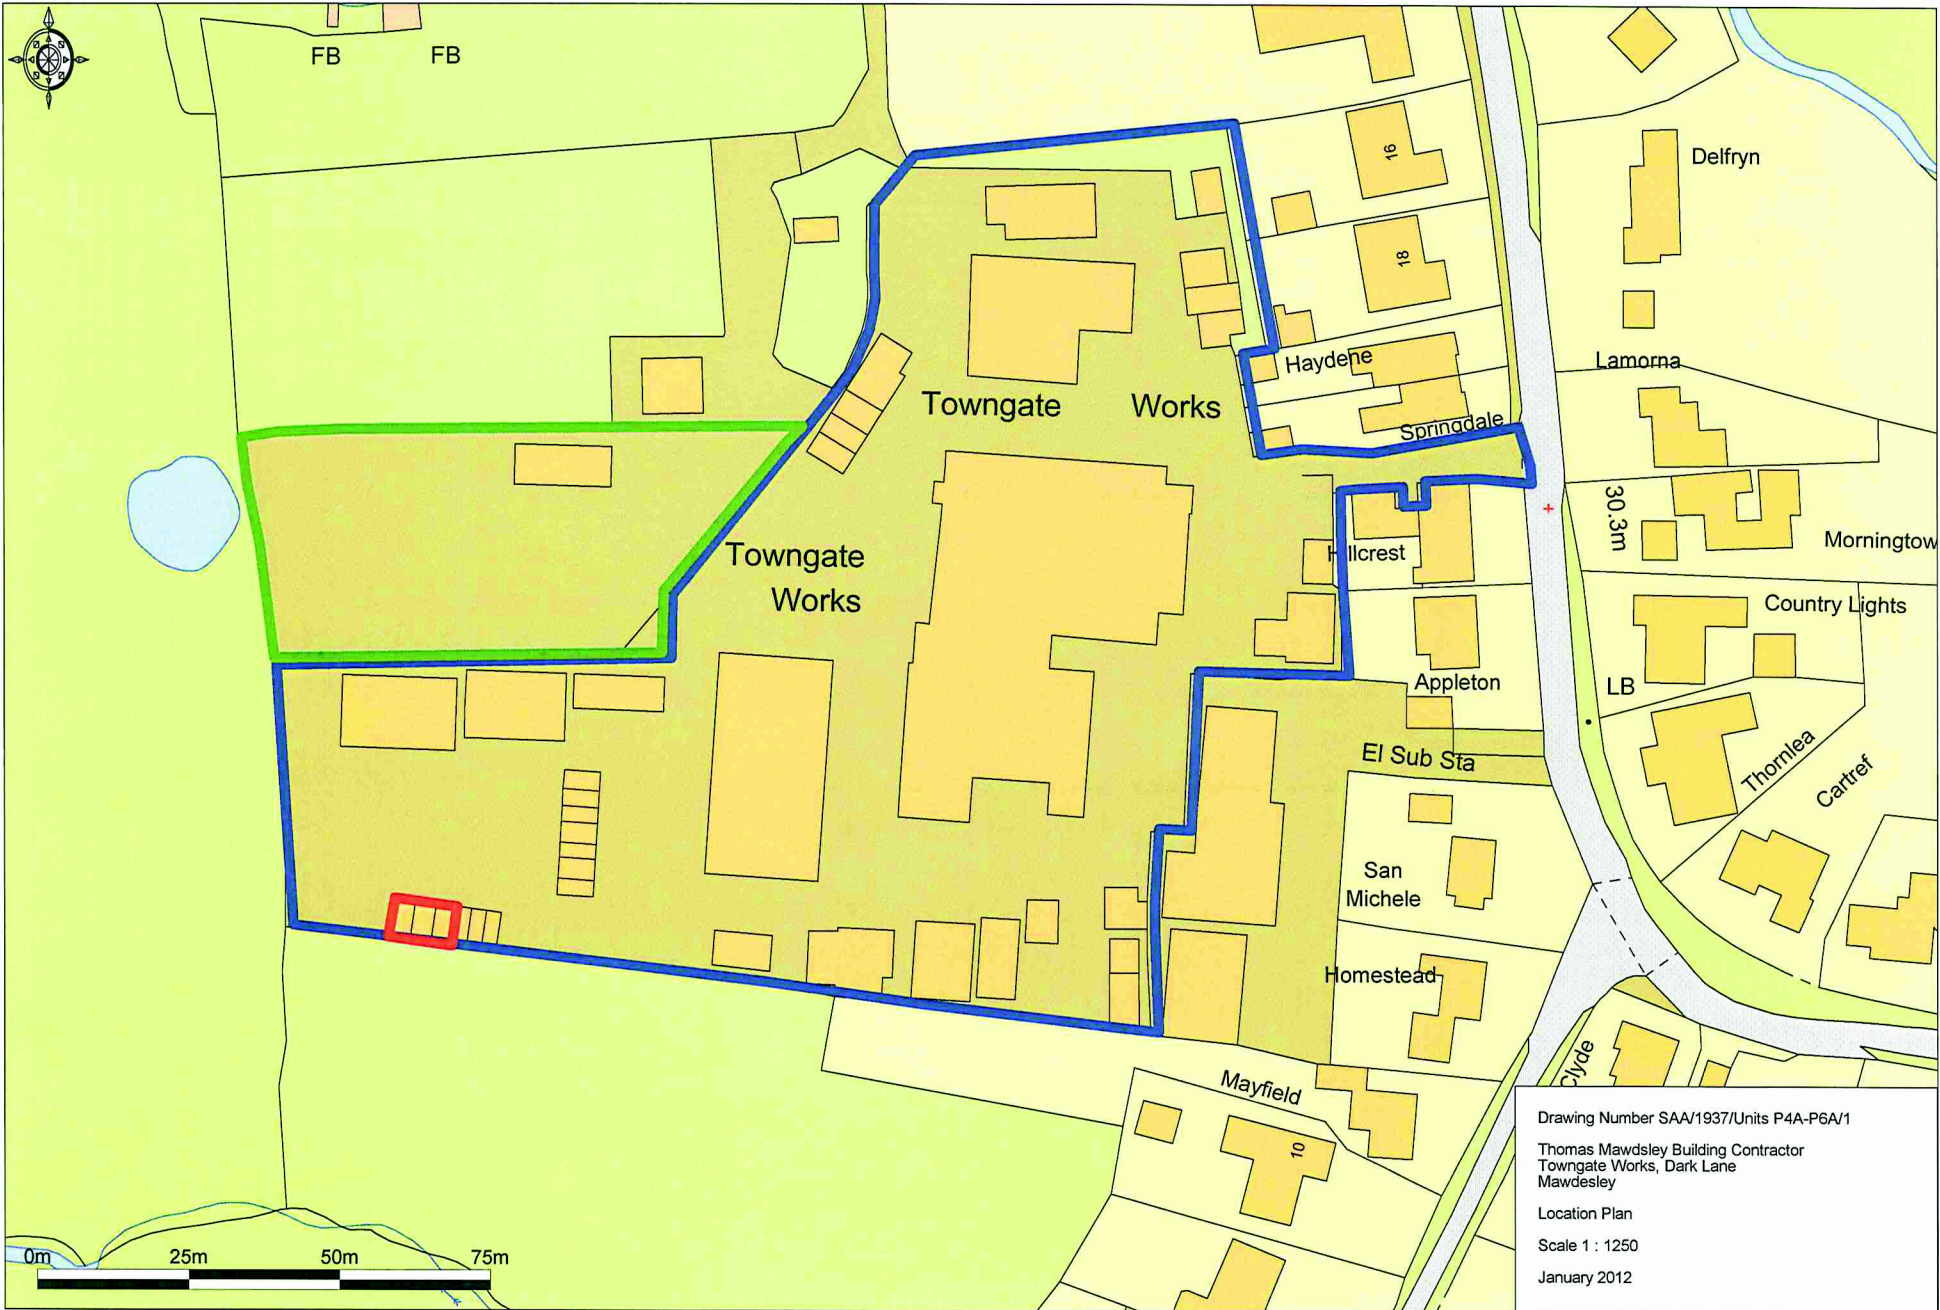 FB
FB
16
Delfryn
18
Haydene
Lamorna
Towngate Works
Springdale
30.3m
Morningtow
Hillcrest
Towngate
Works
Country Lights
Appleton
LB
El Sub Sta
Thornlea
Cartref
San
Michele
Homestead
Clyde
Mayfield
10
0m 25m 50m 75m
Drawing Number SAA/1937/Units P4A-P6A/1
Thomas Mawdsley Building Contractor
Towngate Works, Dark Lane
Mawdesley
Location Plan
Scale 1 : 1250
January 2012